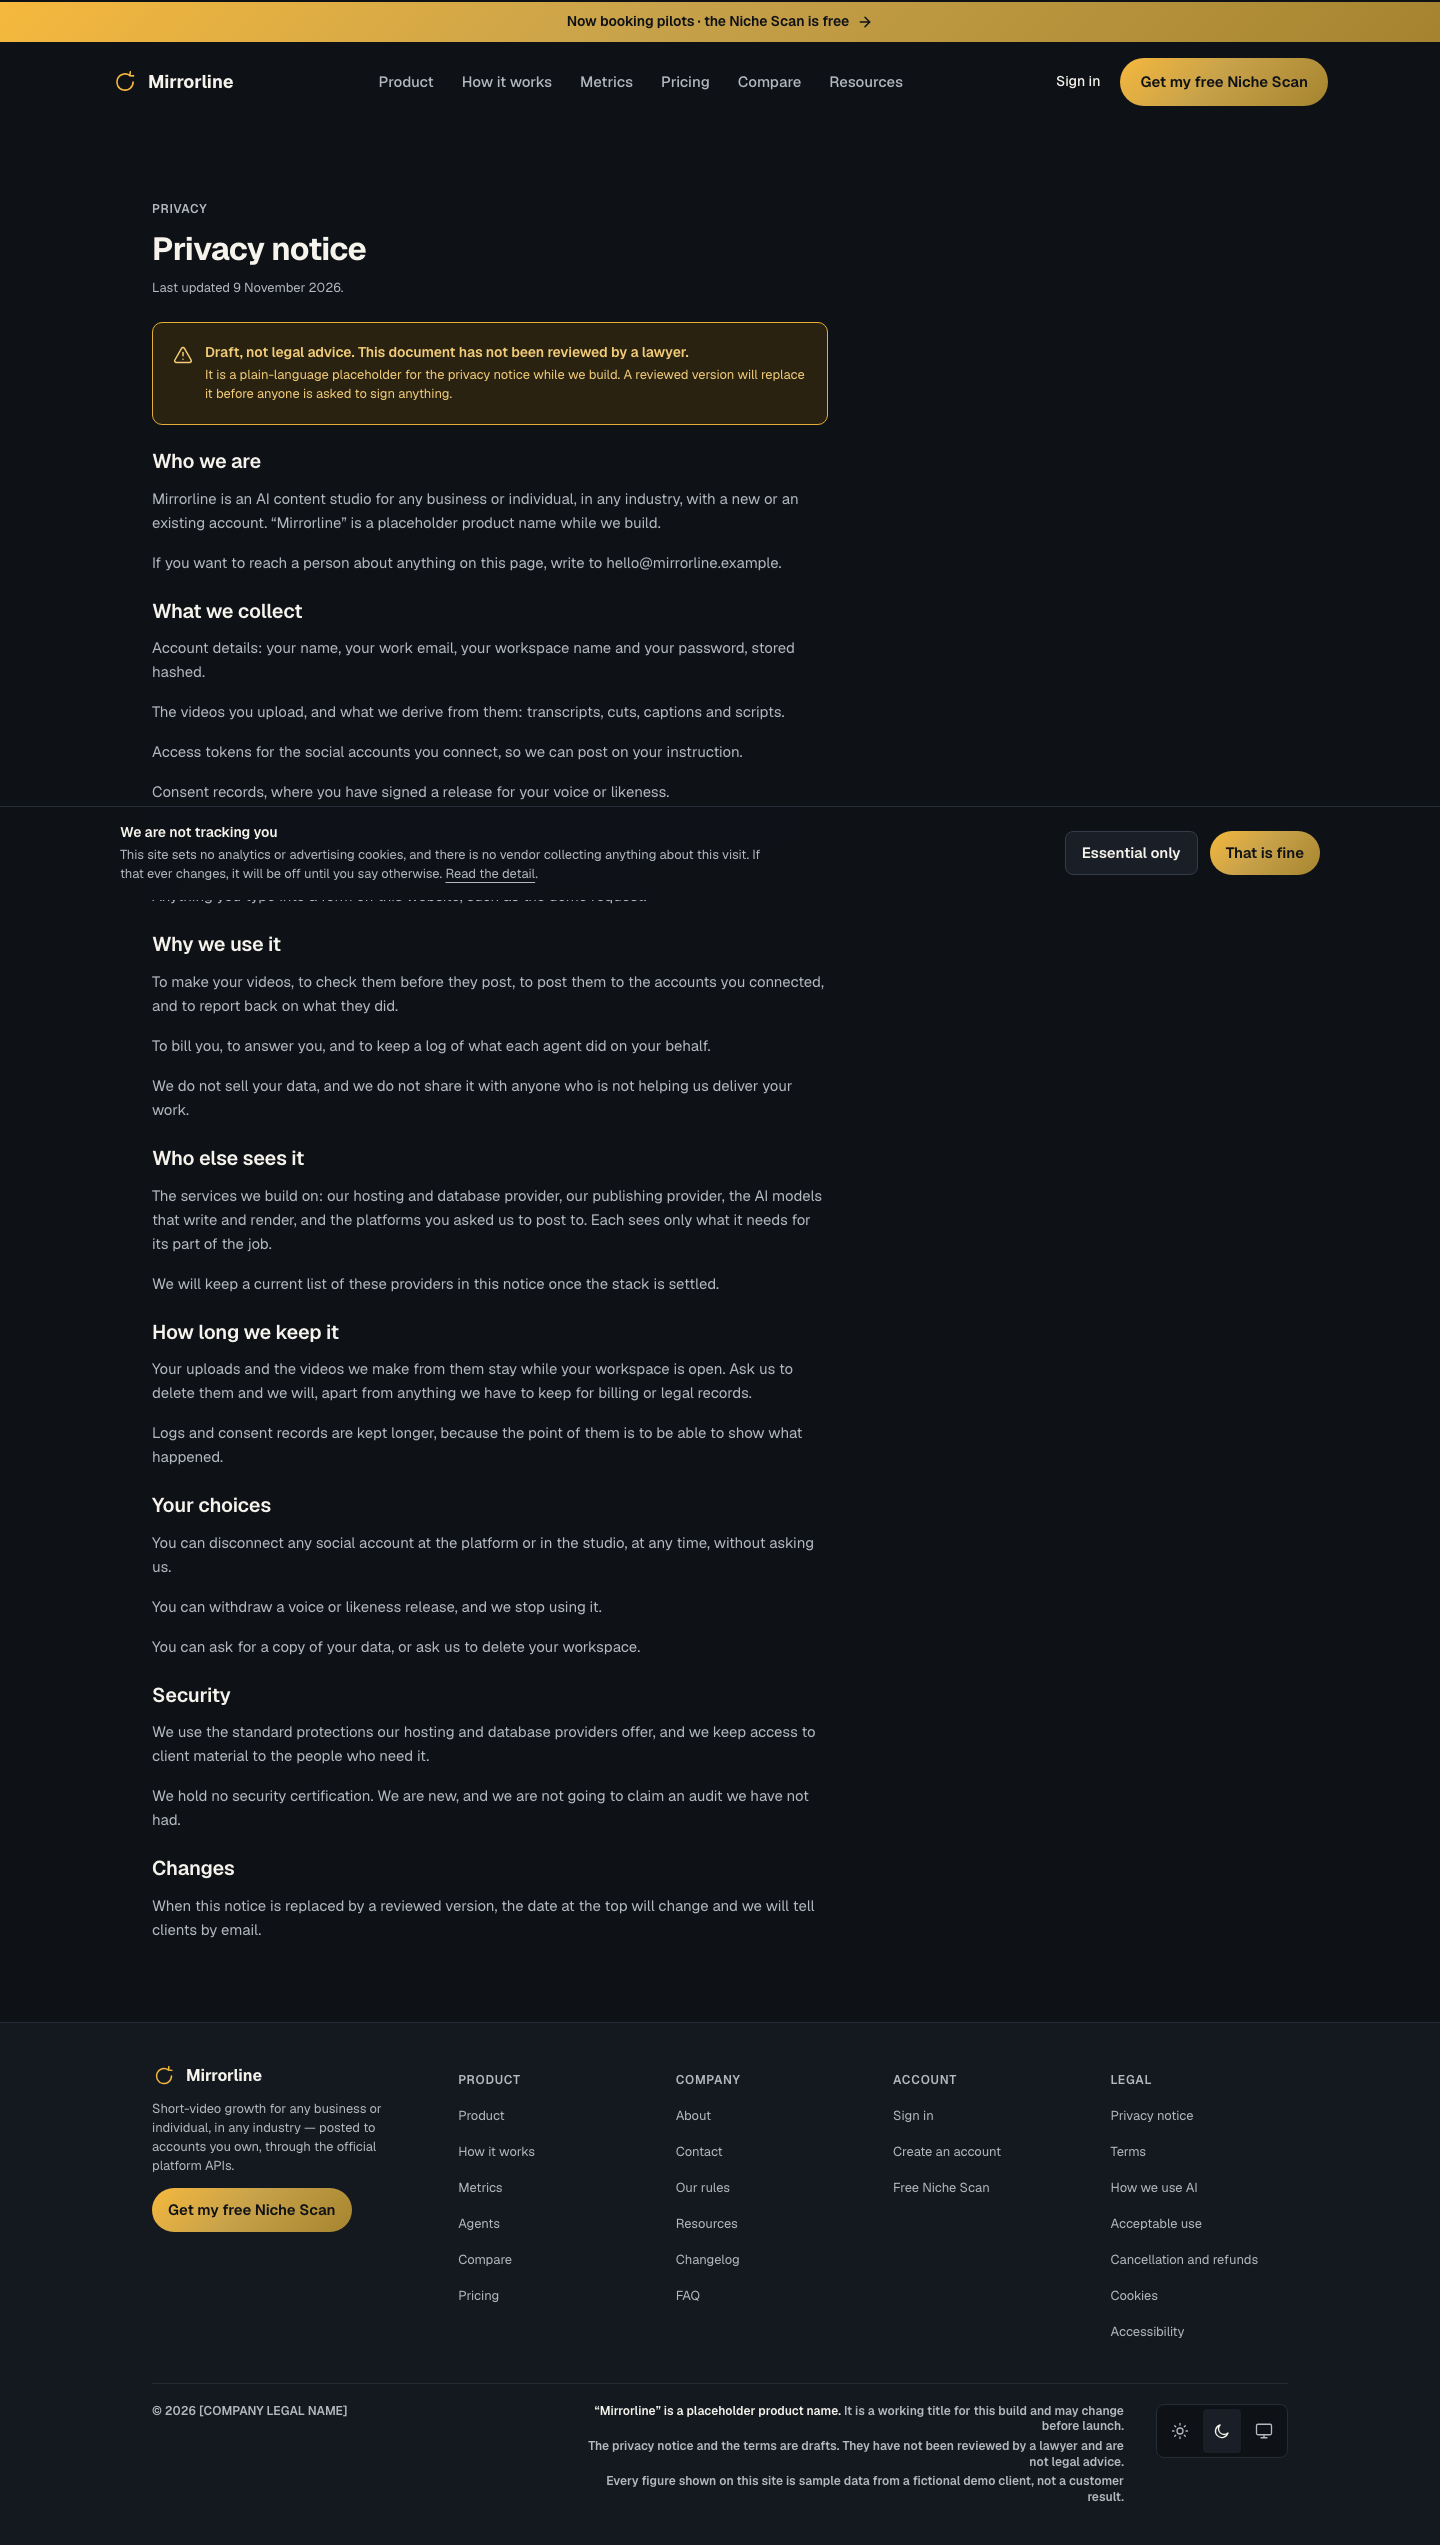 Now booking pilots · the Niche Scan is free →
Mirrorline
Product
How it works
Metrics
Pricing
Compare
Resources
Sign in
Get my free Niche Scan
PRIVACY
Privacy notice
Last updated 9 November 2026.
Draft, not legal advice. This document has not been reviewed by a lawyer.
It is a plain-language placeholder for the privacy notice while we build. A reviewed version will replace
it before anyone is asked to sign anything.
Who we are
Mirrorline is an AI content studio for any business or individual, in any industry, with a new or an
existing account. “Mirrorline” is a placeholder product name while we build.
If you want to reach a person about anything on this page, write to hello@mirrorline.example.
What we collect
Account details: your name, your work email, your workspace name and your password, stored
hashed.
The videos you upload, and what we derive from them: transcripts, cuts, captions and scripts.
Access tokens for the social accounts you connect, so we can post on your instruction.
Consent records, where you have signed a release for your voice or likeness.
We are not tracking you
This site sets no analytics or advertising cookies, and there is no vendor collecting anything about this visit. If
that ever changes, it will be off until you say otherwise. Read the detail.
Essential only
That is fine
Anything you type into a form on this website, such as the demo request.
Why we use it
To make your videos, to check them before they post, to post them to the accounts you connected,
and to report back on what they did.
To bill you, to answer you, and to keep a log of what each agent did on your behalf.
We do not sell your data, and we do not share it with anyone who is not helping us deliver your
work.
Who else sees it
The services we build on: our hosting and database provider, our publishing provider, the AI models
that write and render, and the platforms you asked us to post to. Each sees only what it needs for
its part of the job.
We will keep a current list of these providers in this notice once the stack is settled.
How long we keep it
Your uploads and the videos we make from them stay while your workspace is open. Ask us to
delete them and we will, apart from anything we have to keep for billing or legal records.
Logs and consent records are kept longer, because the point of them is to be able to show what
happened.
Your choices
You can disconnect any social account at the platform or in the studio, at any time, without asking
us.
You can withdraw a voice or likeness release, and we stop using it.
You can ask for a copy of your data, or ask us to delete your workspace.
Security
We use the standard protections our hosting and database providers offer, and we keep access to
client material to the people who need it.
We hold no security certification. We are new, and we are not going to claim an audit we have not
had.
Changes
When this notice is replaced by a reviewed version, the date at the top will change and we will tell
clients by email.
Mirrorline
Short-video growth for any business or
individual, in any industry — posted to
accounts you own, through the official
platform APIs.
Get my free Niche Scan
PRODUCT
Product
How it works
Metrics
Agents
Compare
Pricing
COMPANY
About
Contact
Our rules
Resources
Changelog
FAQ
ACCOUNT
Sign in
Create an account
Free Niche Scan
LEGAL
Privacy notice
Terms
How we use AI
Acceptable use
Cancellation and refunds
Cookies
Accessibility
© 2026 [COMPANY LEGAL NAME]
“Mirrorline” is a placeholder product name. It is a working title for this build and may change
before launch.
The privacy notice and the terms are drafts. They have not been reviewed by a lawyer and are
not legal advice.
Every figure shown on this site is sample data from a fictional demo client, not a customer
result.